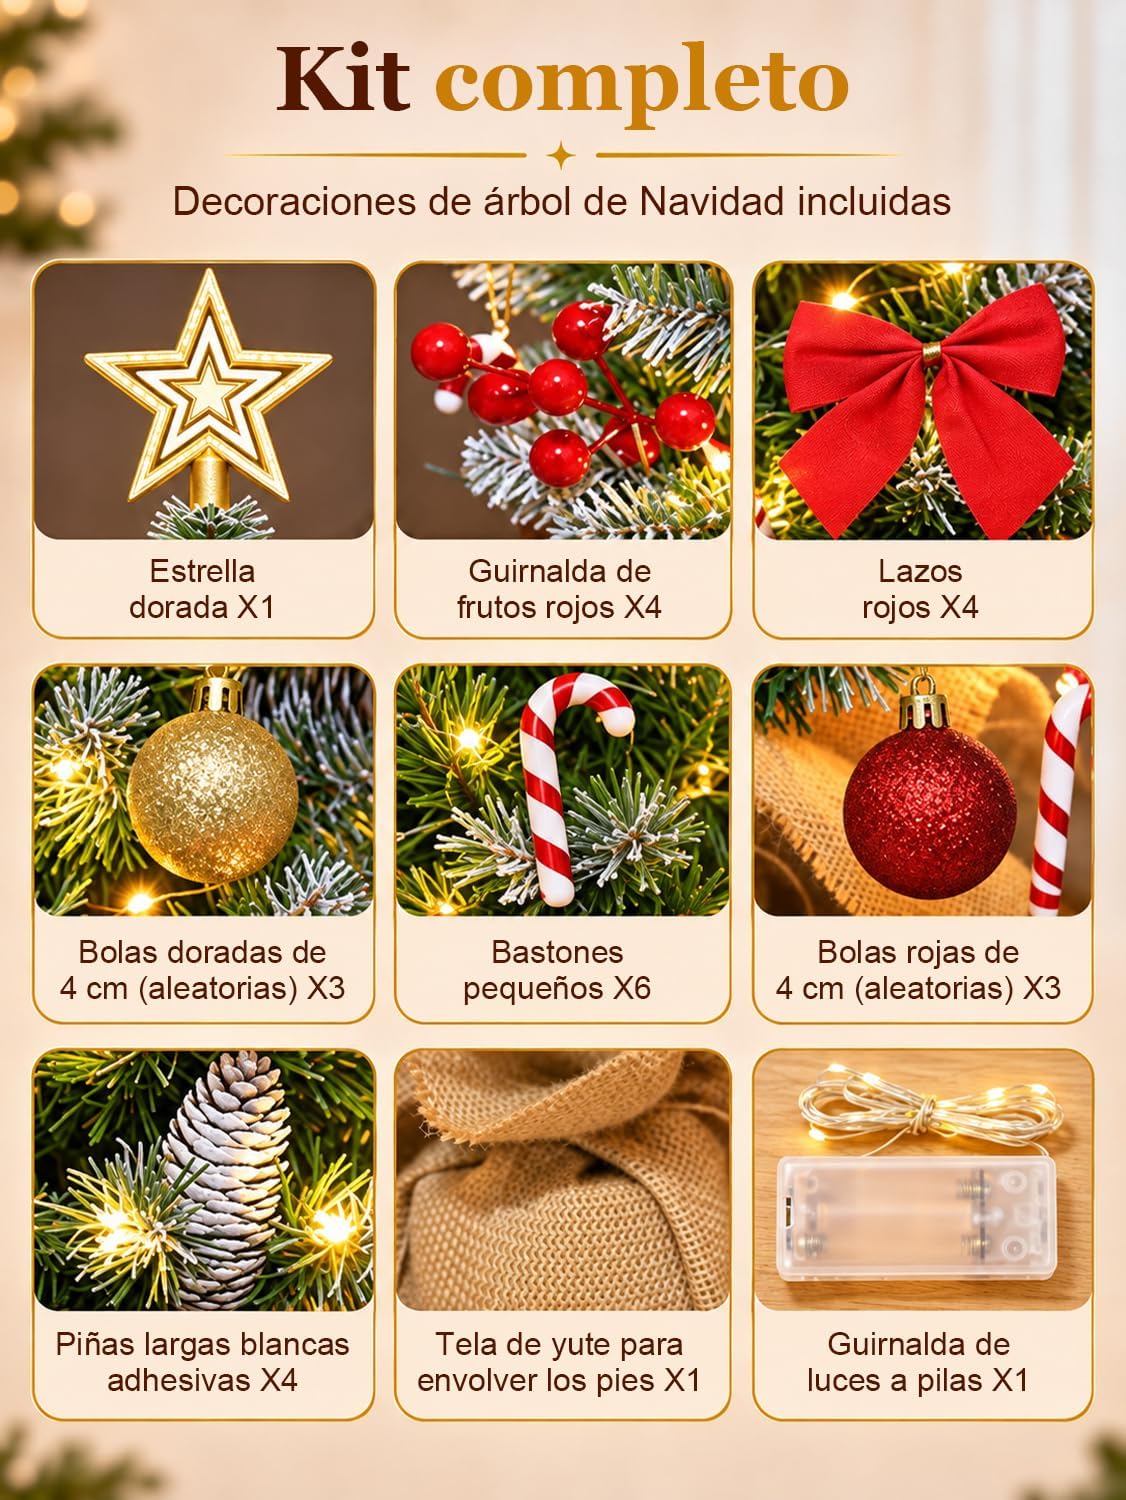 Kit completo
Decoraciones de árbol de Navidad incluidas
Estrella
dorada X1
Guirnalda de
frutos rojos X4
Lazos
rojos X4
Bolas doradas de
4 cm (aleatorias) X3
Bastones
pequeños X6
Bolas rojas de
4 cm (aleatorias) X3
Piñas largas blancas
adhesivas X4
Tela de yute para
envolver los pies X1
Guirnalda de
luces a pilas X1